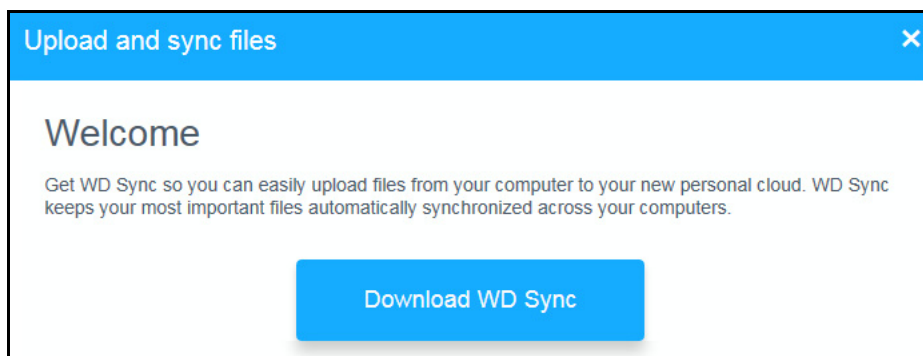 Upload and sync files
Welcome
Get WD Sync so you can easily upload files from your computer to your new personal cloud. WD Sync
keeps your most important files automatically synchronized across your computers.
Download WD Sync